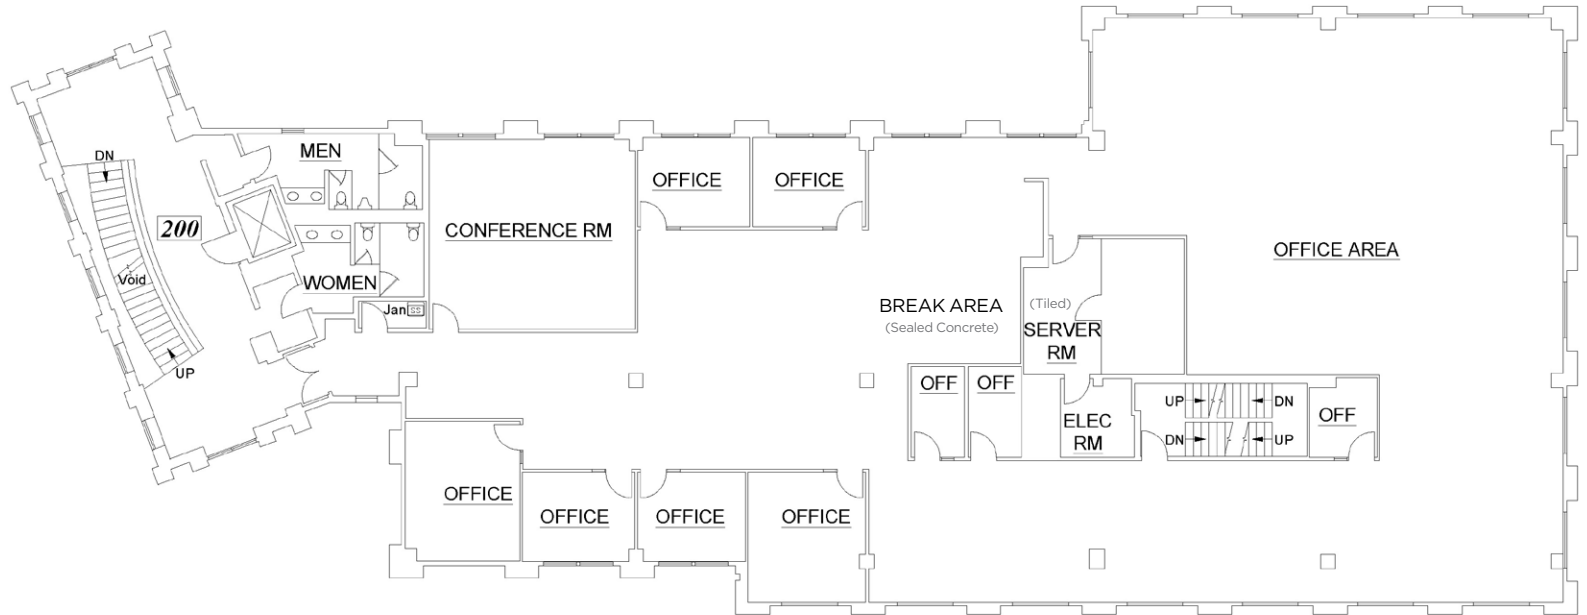 DN
MEN
OFFICE
OFFICE
200
CONFERENCE RM
OFFICE AREA
Void
WOMEN
Jan
BREAK AREA
(Sealed Concrete)
(Tiled)
SERVER
RM
UP
OFF
OFF
UP
DN
OFF
ELEC
RM
DN
UP
OFFICE
OFFICE
OFFICE
OFFICE